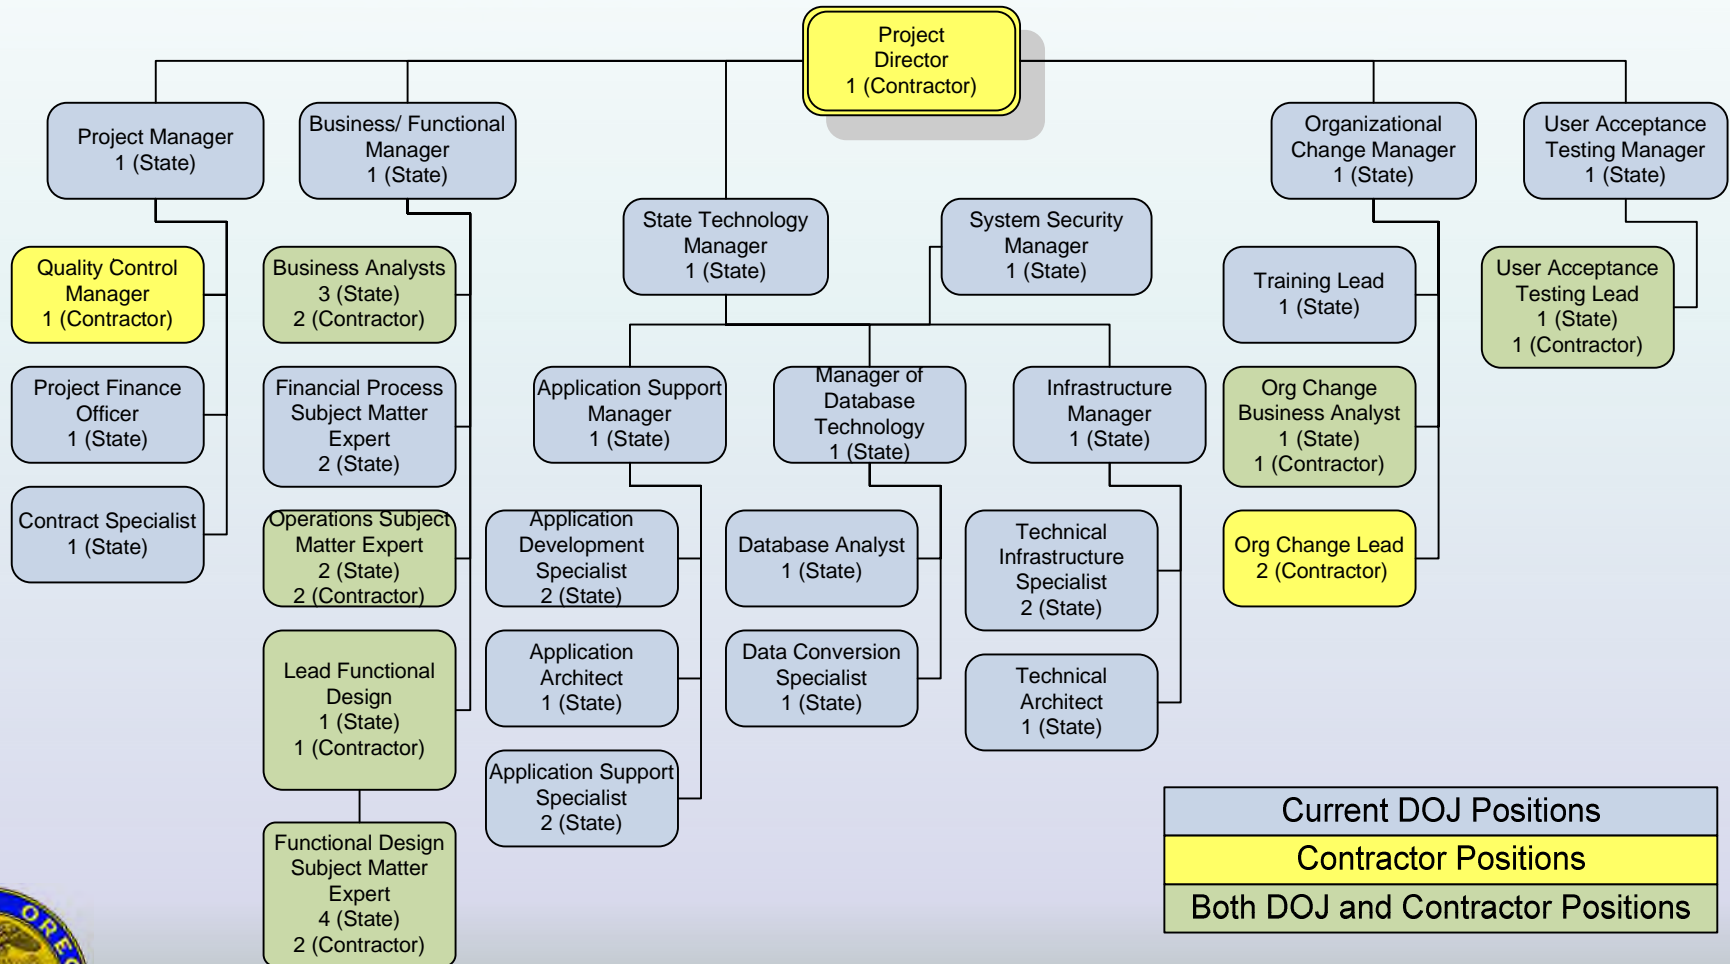 Project
Director
1 (Contractor)
Project Manager
1 (State)
Business/ Functional
Manager
1 (State)
Organizational
Change Manager
1 (State)
User Acceptance
Testing Manager
1 (State)
State Technology
Manager
1 (State)
System Security
Manager
1 (State)
Quality Control
Manager
1 (Contractor)
Project Finance
Officer
1 (State)
Contract Specialist
1 (State)
Business Analysts
3 (State)
2 (Contractor)
Financial Process
Subject Matter
Expert
2 (State)
Operations Subject
Matter Expert
2 (State)
2 (Contractor)
Lead Functional
Design
1 (State)
1 (Contractor)
Functional Design
Subject Matter
Expert
4 (State)
2 (Contractor)
Application Support
Manager
1 (State)
Application
Development
Specialist
2 (State)
Application
Architect
1 (State)
Application Support
Specialist
2 (State)
Manager of
Database
Technology
1 (State)
Database Analyst
1 (State)
Data Conversion
Specialist
1 (State)
Infrastructure
Manager
1 (State)
Technical
Infrastructure
Specialist
2 (State)
Technical
Architect
1 (State)
Training Lead
1 (State)
Org Change
Business Analyst
1 (State)
1 (Contractor)
Org Change Lead
2 (Contractor)
User Acceptance
Testing Lead
1 (State)
1 (Contractor)
Current DOJ Positions
Contractor Positions
Both DOJ and Contractor Positions
OREG